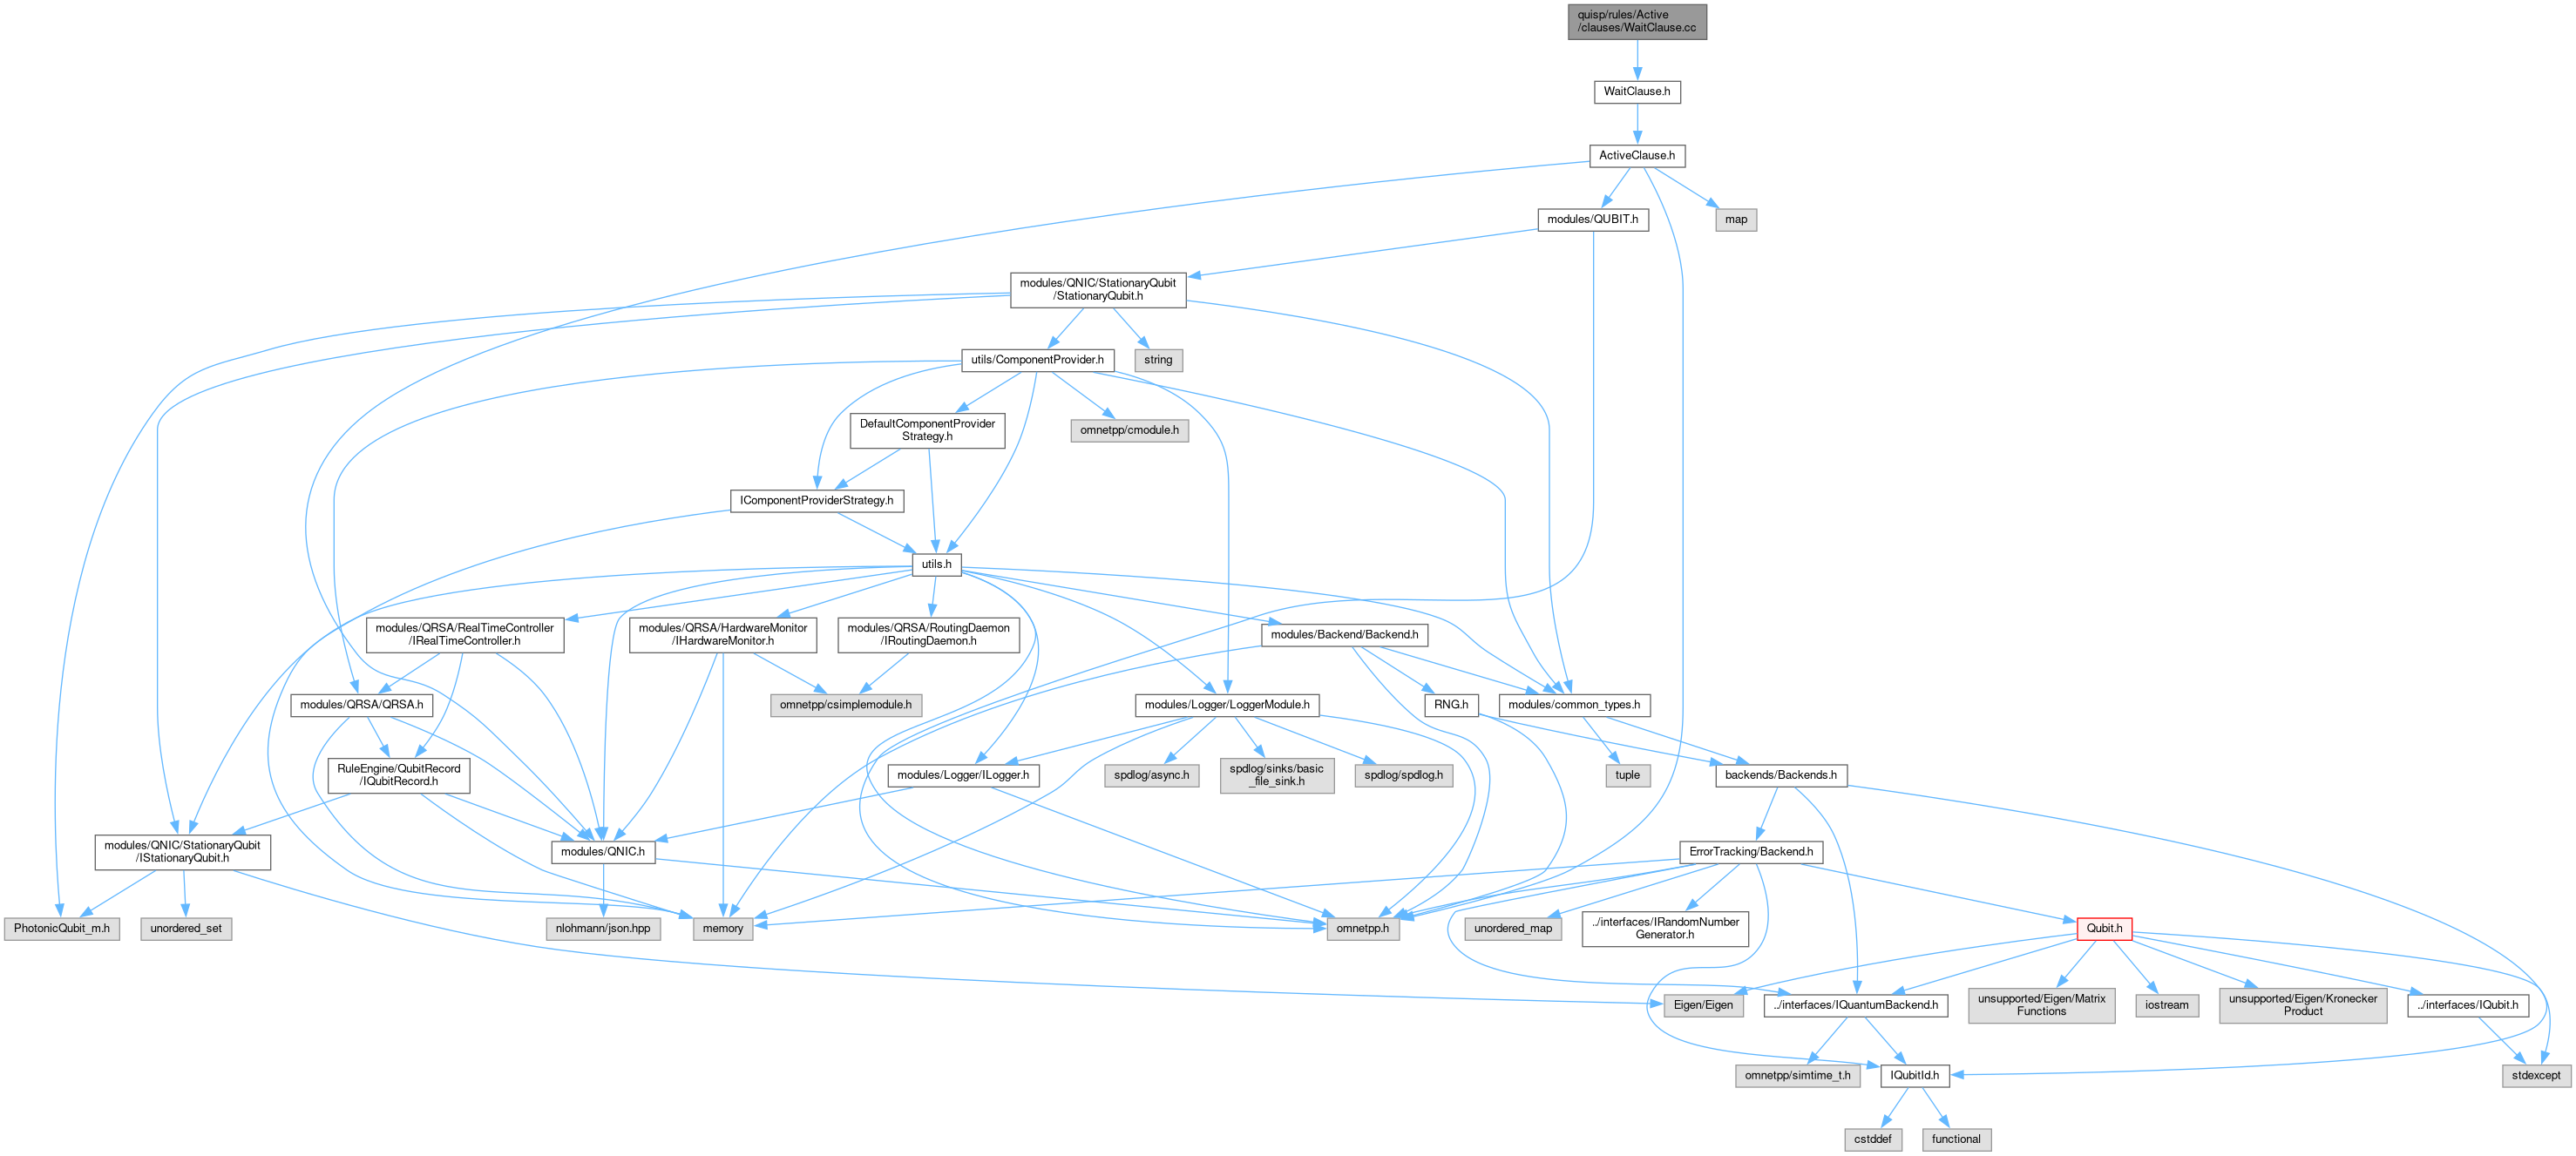 quisp/rules/Active
/clauses/WaitClause.cc
WaitClause.h
ActiveClause.h
modules/QUBIT.h
map
modules/QNIC/StationaryQubit
/StationaryQubit.h
utils/ComponentProvider.h
string
DefaultComponentProvider
Strategy.h
omnetpp/cmodule.h
IComponentProviderStrategy.h
utils.h
modules/QRSA/RealTimeController
/IRealTimeController.h
modules/QRSA/HardwareMonitor
/IHardwareMonitor.h
modules/QRSA/RoutingDaemon
/IRoutingDaemon.h
modules/Backend/Backend.h
modules/QRSA/QRSA.h
omnetpp/csimplemodule.h
modules/Logger/LoggerModule.h
RNG.h
modules/common_types.h
RuleEngine/QubitRecord
/IQubitRecord.h
modules/Logger/ILogger.h
spdlog/async.h
spdlog/sinks/basic
_file_sink.h
spdlog/spdlog.h
tuple
backends/Backends.h
modules/QNIC/StationaryQubit
/IStationaryQubit.h
modules/QNIC.h
ErrorTracking/Backend.h
PhotonicQubit_m.h
unordered_set
nlohmann/json.hpp
memory
omnetpp.h
unordered_map
../interfaces/IRandomNumber
Generator.h
Qubit.h
Eigen/Eigen
../interfaces/IQuantumBackend.h
unsupported/Eigen/Matrix
Functions
iostream
unsupported/Eigen/Kronecker
Product
../interfaces/IQubit.h
omnetpp/simtime_t.h
IQubitId.h
stdexcept
cstddef
functional